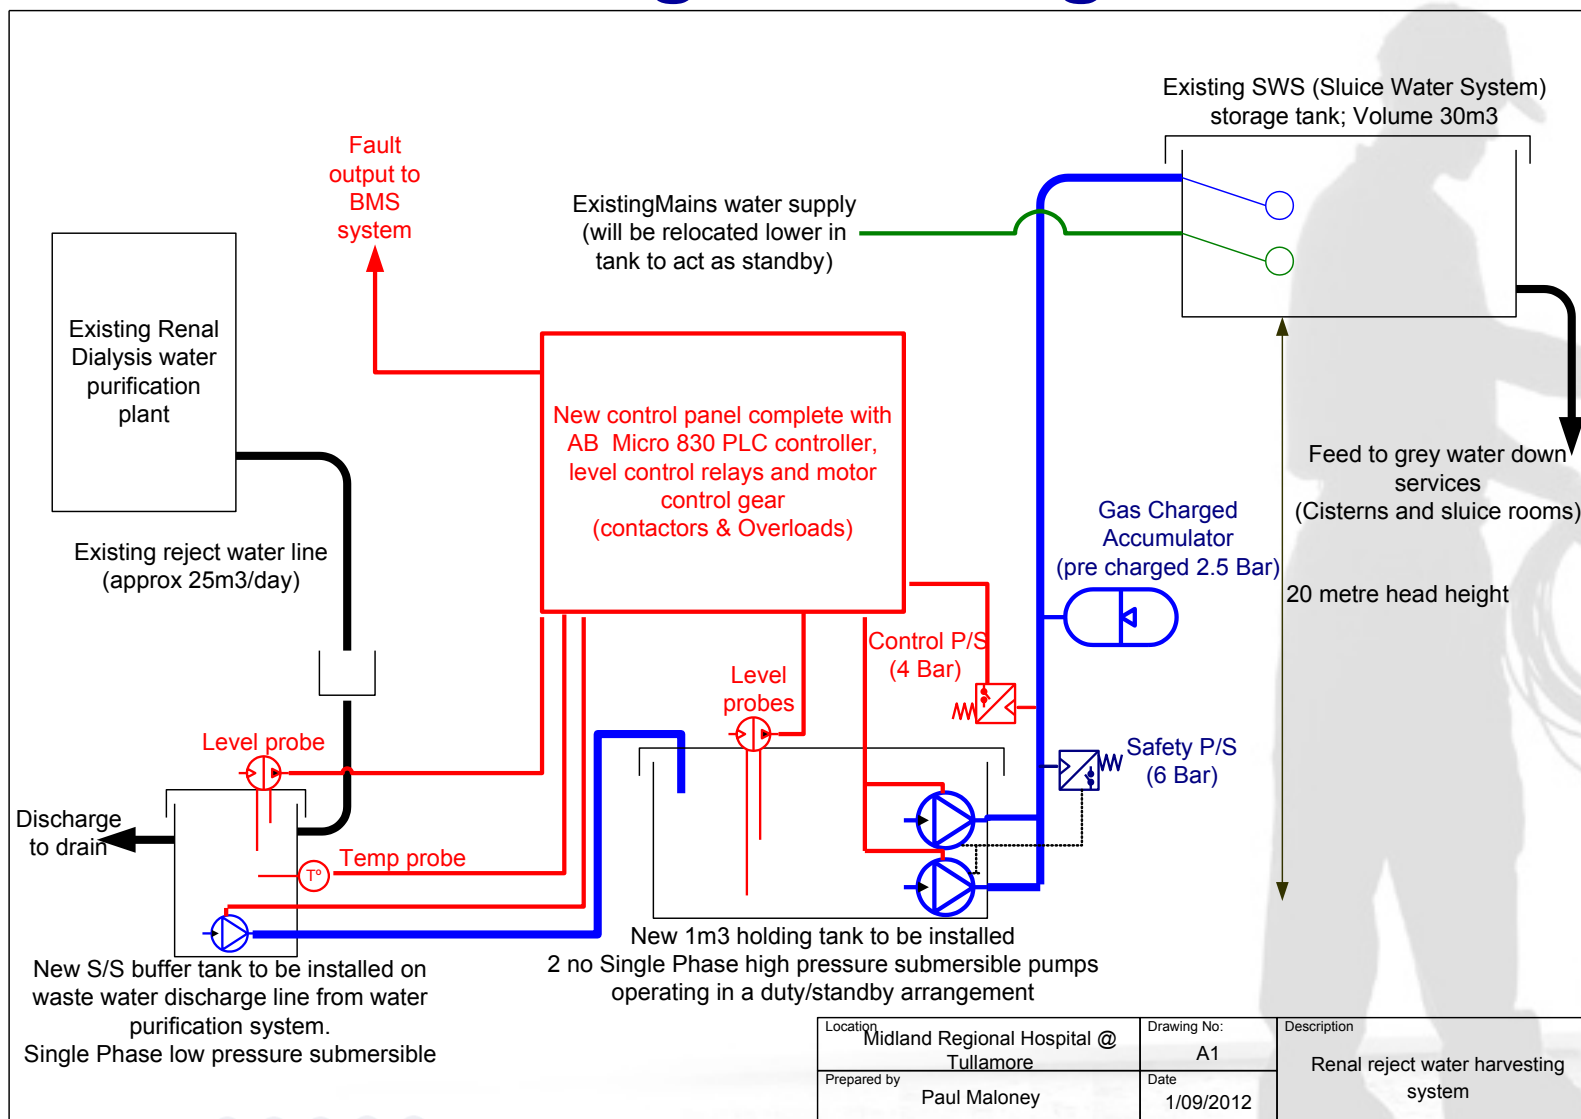 Existing SWS (Sluice Water System)
storage tank; Volume 30m3
Fault
output to
BMS
system
ExistingMains water supply
(will be relocated lower in
tank to act as standby)
Existing Renal
Dialysis water
purification
plant
New control panel complete with
AB  Micro 830 PLC controller,
level control relays and motor
control gear
(contactors & Overloads)
Feed to grey water down
services
(Cisterns and sluice rooms)
Gas Charged
Accumulator
(pre charged 2.5 Bar)
Existing reject water line
(approx 25m3/day)
20 metre head height
Control P/S
(4 Bar)
Level
probes
Level probe
Safety P/S
(6 Bar)
Discharge
to drain
Temp probe
T°
New 1m3 holding tank to be installed
2 no Single Phase high pressure submersible pumps
operating in a duty/standby arrangement
New S/S buffer tank to be installed on
waste water discharge line from water
purification system.
Single Phase low pressure submersible
Location
Midland Regional Hospital @
Tullamore
Drawing No:
A1
Description
Renal reject water harvesting
system
Prepared by
Paul Maloney
Date
1/09/2012